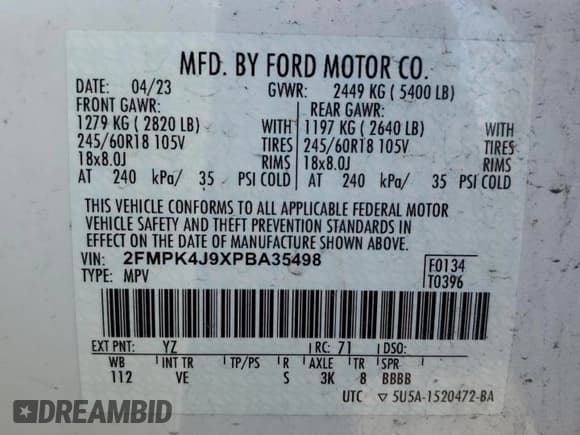 MFD. BY FORD MOTOR CO.
DATE: 04/23 GVWR: 2449 KG ( 5400 LB)
FRONT GAWR: REAR GAWR:
1279 KG ( 2820 LB) WITH 1197 KG ( 2640 LB) WITH
245/60R18 105V TIRES 245/60R18 105V TIRES
18x8.0J RIMS 18x8.0J RIMS
AT 240 kPa/ 35 PSI COLD AT 240 kPa/ 35 PSI COLD
THIS VEHICLE CONFORMS TO ALL APPLICABLE FEDERAL MOTOR
VEHICLE SAFETY AND THEFT PREVENTION STANDARDS IN
EFFECT ON THE DATE OF MANUFACTURE SHOWN ABOVE.
VIN: 2FMPK4J9XPBA35498 F0134
TYPE: MPV T0396
EXT PNT: YZ RC: 71 DSO:
WB INT TR TP/PS R AXLE TR SPR
112 VE S 3K 8 BBBB
UTC ▽ 5U5A-1520472-BA
DREAMBID